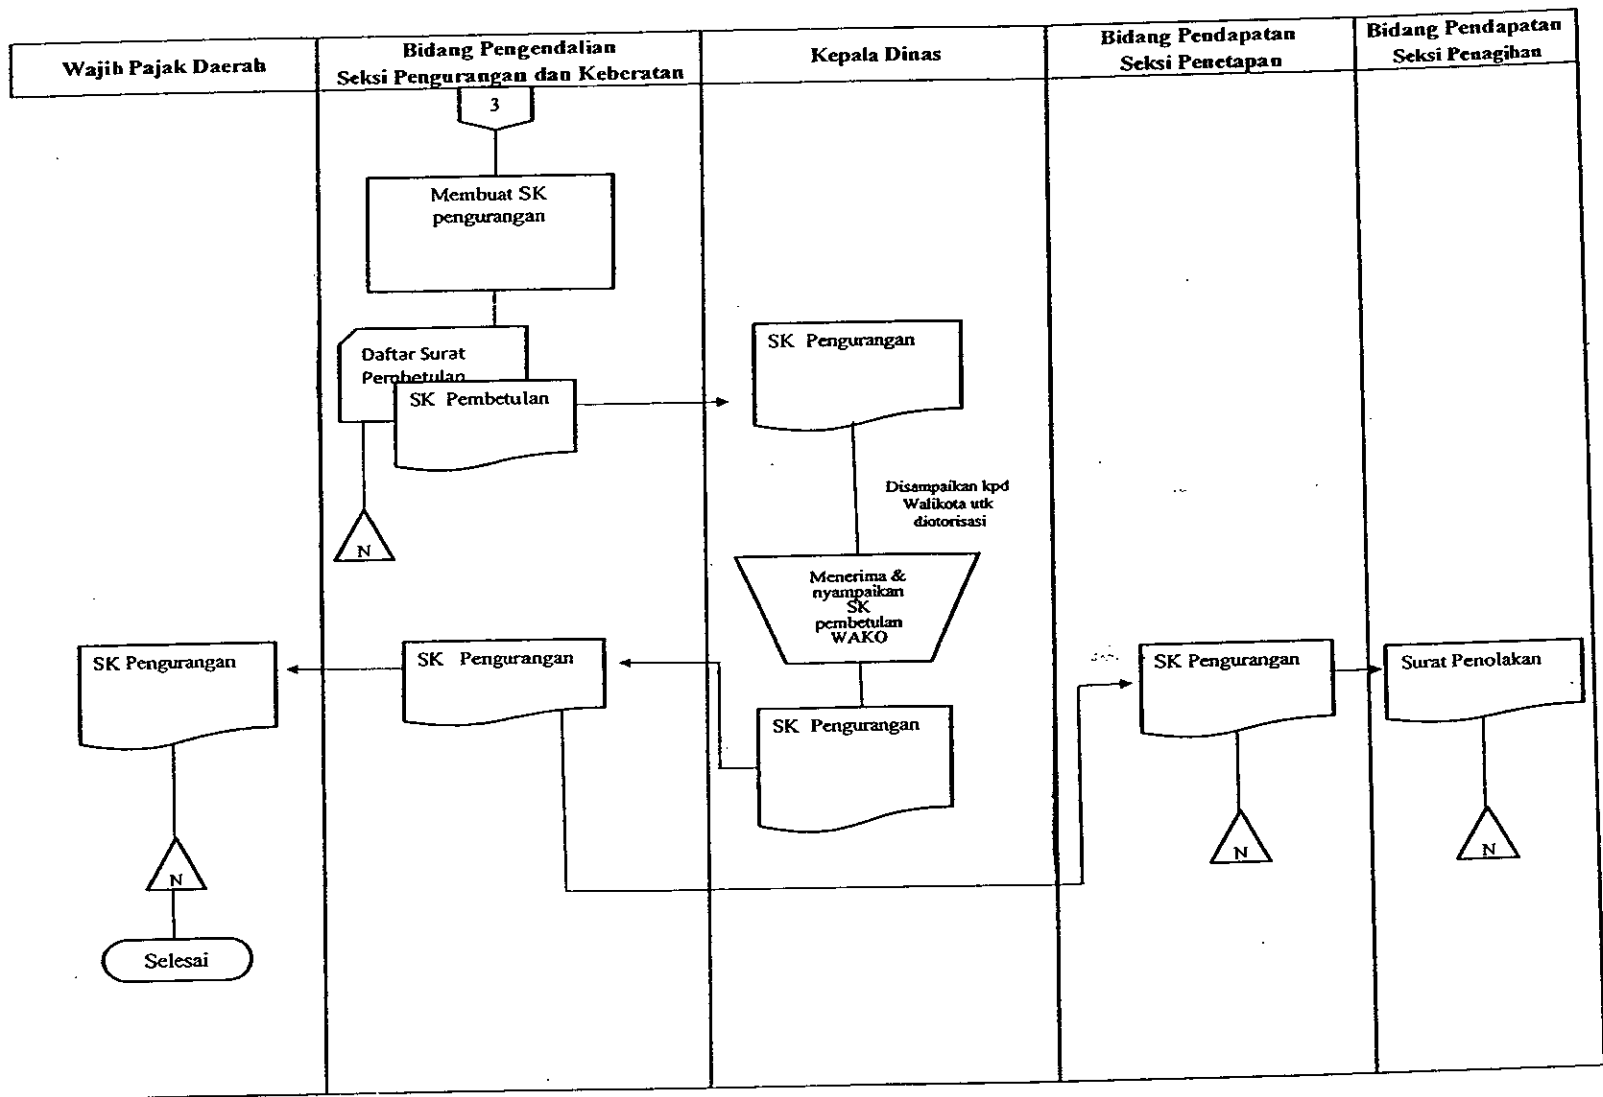 Wajib Pajak Daerah
Bidang Pengendalian
Seksi Pengurangan dan Keberatan
Kepala Dinas
Bidang Pendapatan
Seksi Penetapan
Bidang Pendapatan
Seksi Penagihan
3
Membuat SK
pengurangan
Daftar Surat
Pembetulan
SK Pembetulan
N
SK Pengurangan
Disampaikan kpd
Walikota utk
diotorisasi
Menerima &
nyampaikan
SK
pembetulan
WAKO
SK Pengurangan
SK Pengurangan
SK Pengurangan
SK Pengurangan
Surat Penolakan
N
N
N
Selesai